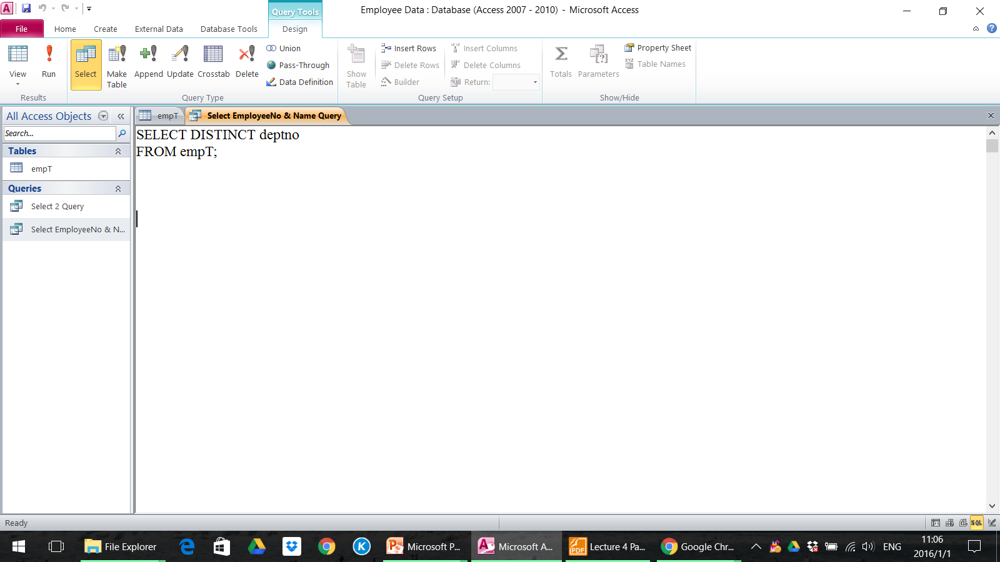 Query Tools
Employee Data : Database (Access 2007 - 2010) - Microsoft Access
File Home Create External Data Database Tools Design
View Run Select Make Table Append Update Crosstab Delete
Union
Pass-Through
Data Definition
Show Table
Insert Rows
Delete Rows
Builder
Insert Columns
Delete Columns
Return:
Totals Parameters
Property Sheet
Table Names
Results Query Type Query Setup Show/Hide
All Access Objects
Search...
Tables
empT
Queries
Select 2 Query
Select EmployeeNo & N...
empT Select EmployeeNo & Name Query
SELECT DISTINCT deptno
FROM empT;
Ready
SQL
File Explorer
Microsoft P...
Microsoft A...
PDF
Lecture 4 Pa...
Google Chr...
ENG
11:06
2016/1/1